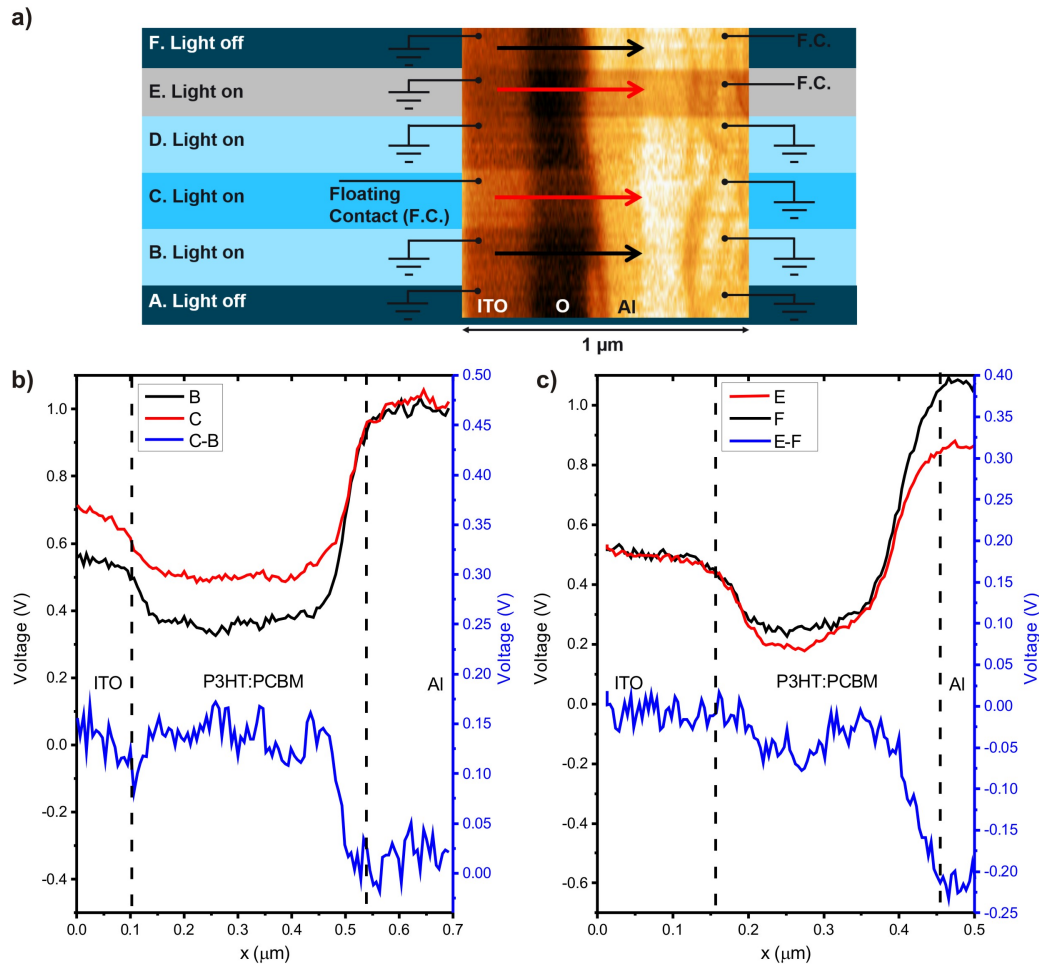 a)
F. Light off
F.C.
E. Light on
F.C.
D. Light on
C. Light on
Floating
Contact (F.C.)
B. Light on
A. Light off
ITO O Al
1 µm
b)
B
C
C-B
1.0
0.8
0.6
0.4
0.2
0.0
-0.2
-0.4
Voltage (V)
0.50
0.45
0.40
0.35
0.30
0.25
0.20
0.15
0.10
0.05
0.00
Voltage (V)
ITO P3HT:PCBM Al
0.0 0.1 0.2 0.3 0.4 0.5 0.6 0.7
x (µm)
c)
E
F
E-F
1.0
0.8
0.6
0.4
0.2
0.0
-0.2
-0.4
-0.6
Voltage (V)
0.40
0.35
0.30
0.25
0.20
0.15
0.10
0.05
0.00
-0.05
-0.10
-0.15
-0.20
-0.25
Voltage (V)
ITO P3HT:PCBM Al
0.0 0.1 0.2 0.3 0.4 0.5
x (µm)